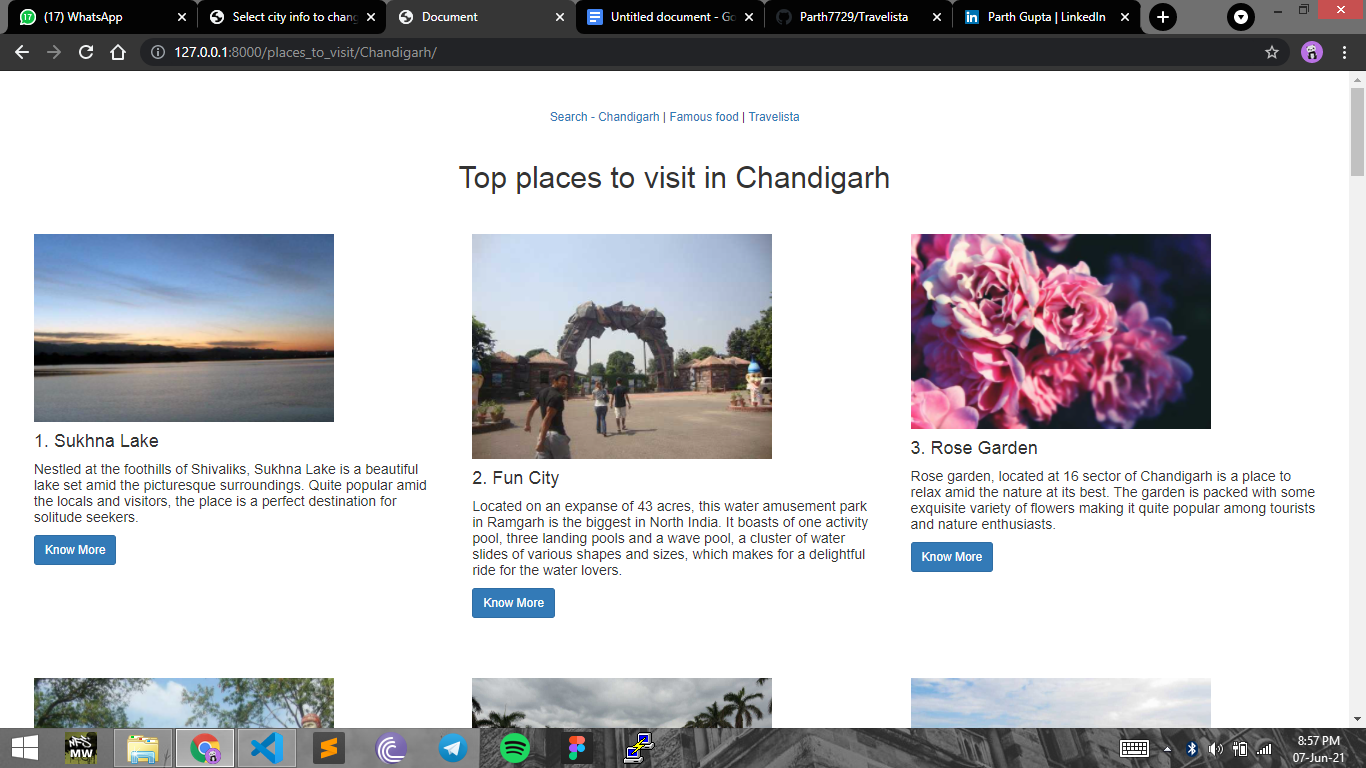 (17) WhatsApp
Select city info to chang
Document
Untitled document - Go
Parth7729/Travelista
Parth Gupta | LinkedIn
127.0.0.1:8000/places_to_visit/Chandigarh/
Search - Chandigarh | Famous food | Travelista
Top places to visit in Chandigarh
1. Sukhna Lake
Nestled at the foothills of Shivaliks, Sukhna Lake is a beautiful
lake set amid the picturesque surroundings. Quite popular amid
the locals and visitors, the place is a perfect destination for
solitude seekers.
Know More
2. Fun City
Located on an expanse of 43 acres, this water amusement park
in Ramgarh is the biggest in North India. It boasts of one activity
pool, three landing pools and a wave pool, a cluster of water
slides of various shapes and sizes, which makes for a delightful
ride for the water lovers.
Know More
3. Rose Garden
Rose garden, located at 16 sector of Chandigarh is a place to
relax amid the nature at its best. The garden is packed with some
exquisite variety of flowers making it quite popular among tourists
and nature enthusiasts.
Know More
NFS
MW
8:57 PM
07-Jun-21